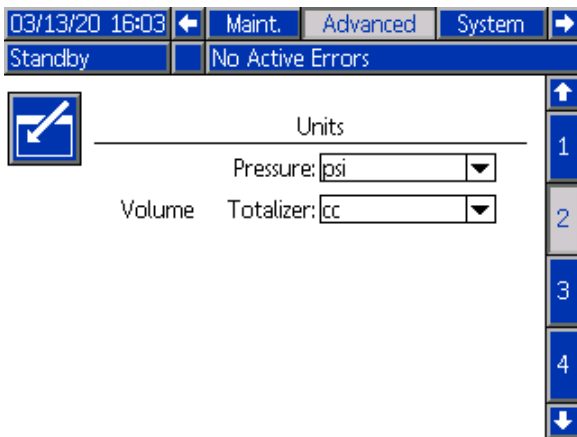 03/13/20 16:03 Maint. Advanced System
Standby No Active Errors
Units
1
Pressure: psi
Volume Totalizer: cc
2
3
4